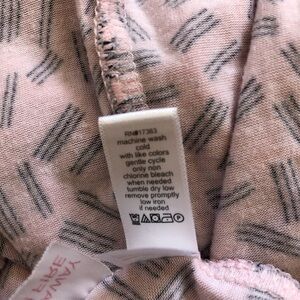 RN#17363
machine wash
cold
with like colors
gentle cycle
only non
chlorine bleach
when needed
tumble dry low
remove promptly
low iron
if needed